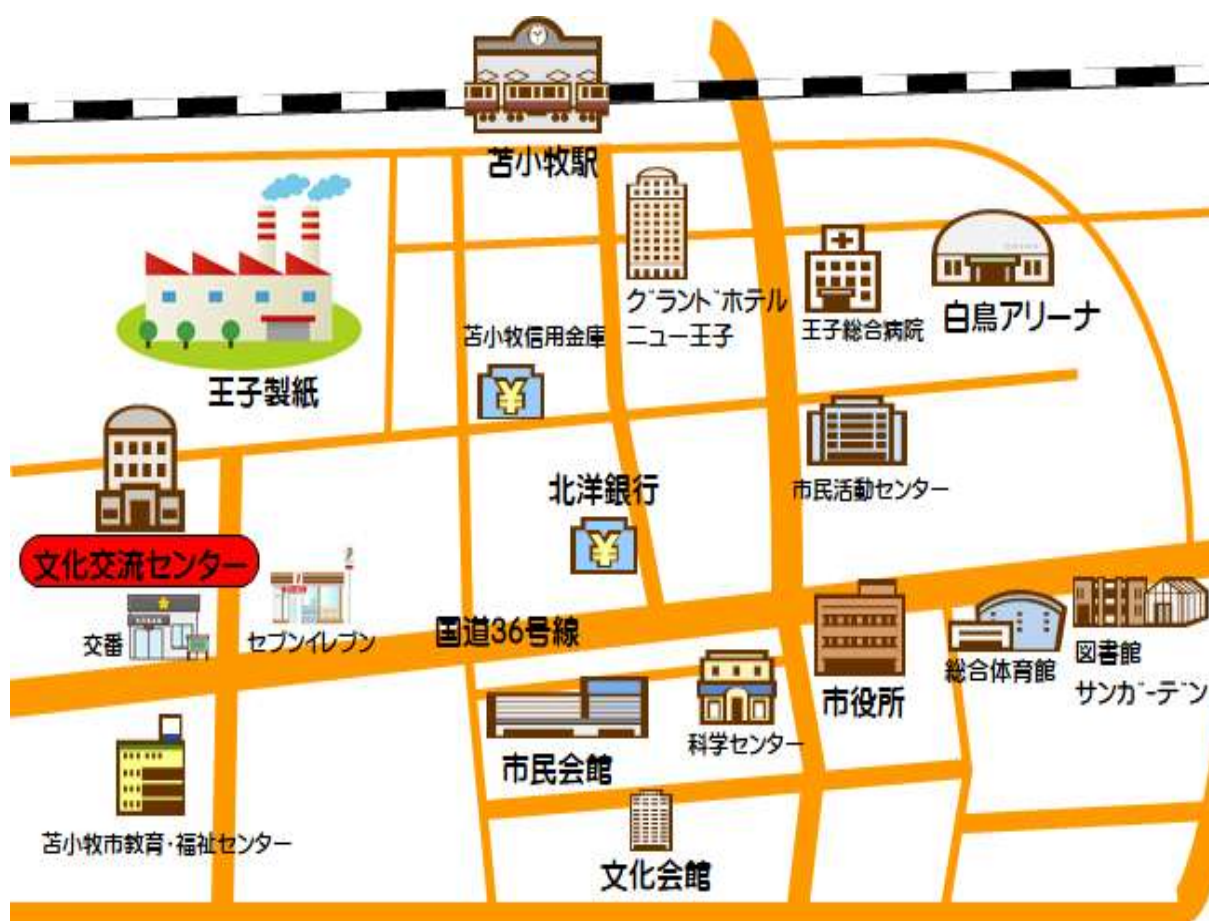 苫小牧駅
グランドホテル
ニュー王子
王子総合病院
白鳥アリーナ
苫小牧信用金庫
王子製紙
北洋銀行
市民活動センター
文化交流センター
交番
セブンイレブン
国道36号線
総合体育館
図書館
サンガーデン
市役所
科学センター
市民会館
苫小牧市教育・福祉センター
文化会館